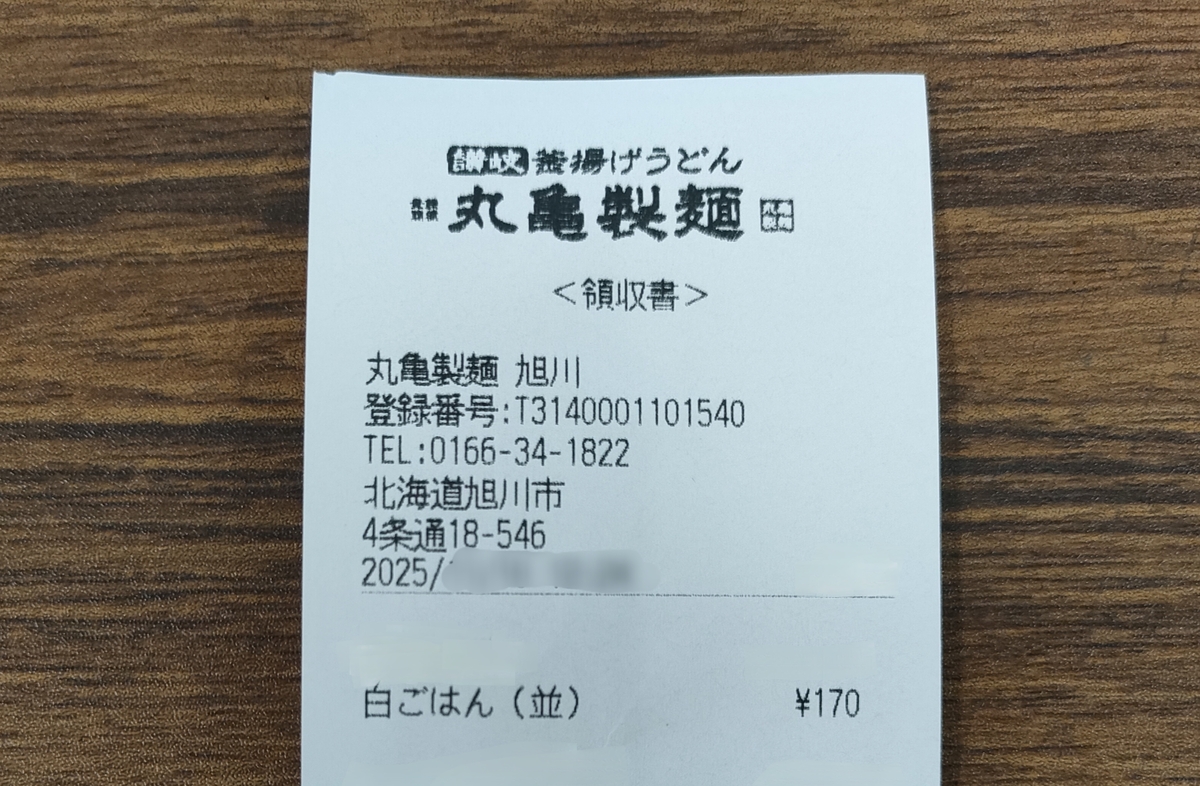 讃岐 釜揚げうどん
丸亀製麺
<領収書>
丸亀製麺 旭川
登録番号:T3140001101540
TEL:0166-34-1822
北海道旭川市
4条通18-546
2025/
白ごはん(並) ¥170